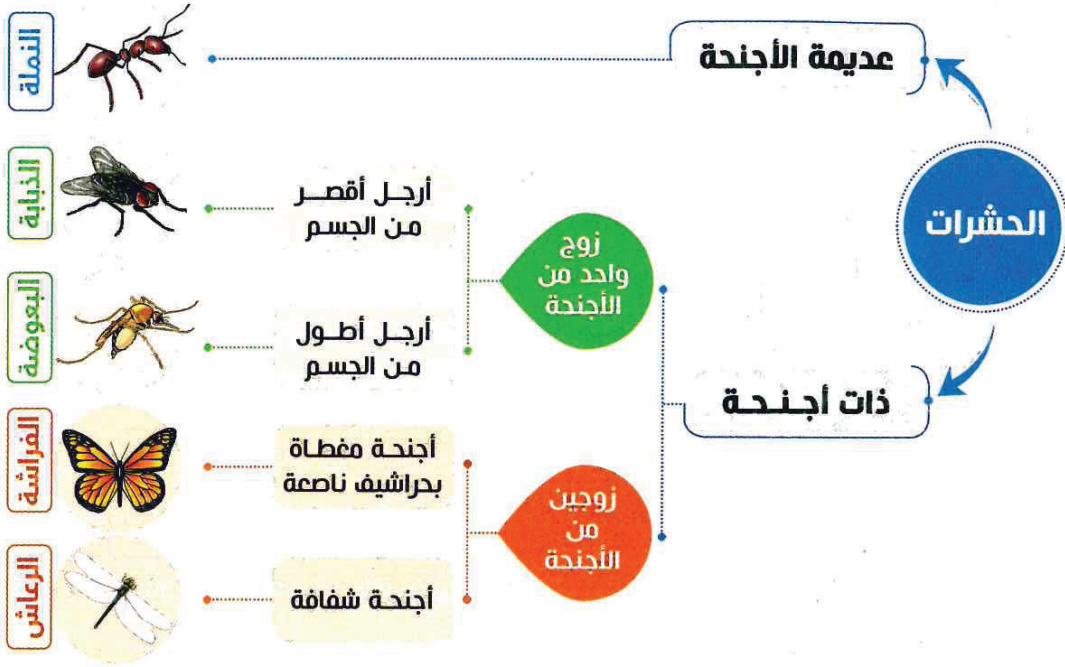 الحشرات
عديمة الأجنحة
النملة
ذات أجنحة
زوج
واحد من
الأجنحة
أرجل أقصر
من الجسم
الذبابة
أرجل أطول
من الجسم
البعوضة
زوجين
من
الأجنحة
أجنحة مغطاة
بحراشيف ناصعة
الفراشة
أجنحة شفافة
الرعاش